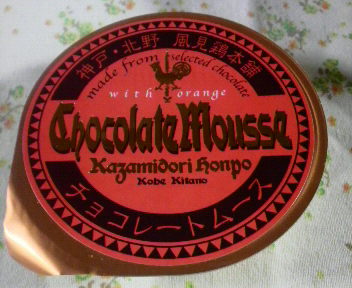 神戸・北野 風見鶏本舗
made from selected chocolate
with orange
Chocolate Mousse
Kazamidori honpo
Kobe Kitano
チョコレートムース